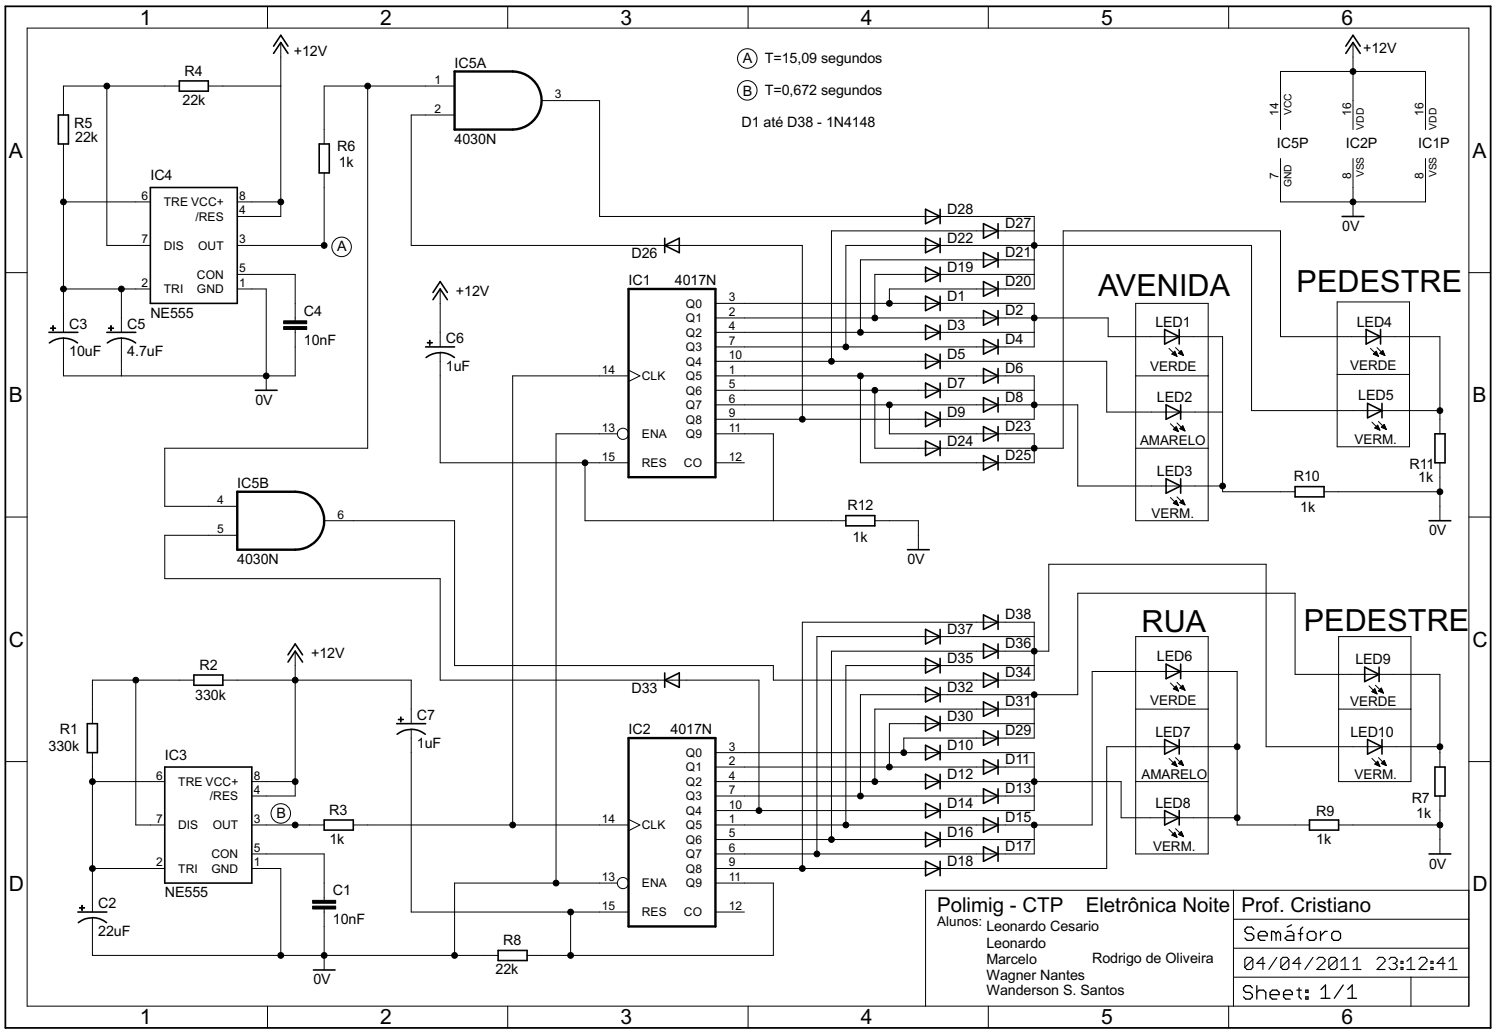 1 2 3 4 5 6
A B C D
+12V
R4
22k
R5
22k
IC4
6 TRE VCC+ 8
/RES 4
7 DIS OUT 3
CON 5
2 TRI GND 1
NE555
C3
10uF
C5
4.7uF
C4
10nF
0V
R6
1k
A
IC5A
1
2
3
4030N
A T=15,09 segundos
B T=0,672 segundos
D1 até D38 - 1N4148
+12V
14 16 16
VCC VDD VDD
IC5P IC2P IC1P
7 8 8
GND VSS VSS
0V
D26
+12V
C6
1uF
IC1 4017N
14 CLK
13 ENA
15 RES
Q0 3
Q1 2
Q2 4
Q3 7
Q4 10
Q5 1
Q6 5
Q7 6
Q8 9
Q9 11
CO 12
D28
D27
D22
D21
D19
D20
D1
D2
D3
D4
D5
D6
D7
D8
D9
D23
D24
D25
AVENIDA
LED1
VERDE
LED2
AMARELO
LED3
VERM.
PEDESTRE
LED4
VERDE
LED5
VERM.
R11
1k
R10
1k
0V
R12
1k
0V
IC5B
4
5
6
4030N
+12V
R2
330k
R1
330k
IC3
6 TRE VCC+ 8
/RES 4
7 DIS OUT 3
CON 5
2 TRI GND 1
NE555
B
R3
1k
C7
1uF
C2
22uF
C1
10nF
0V
R8
22k
D33
IC2 4017N
14 CLK
13 ENA
15 RES
Q0 3
Q1 2
Q2 4
Q3 7
Q4 10
Q5 1
Q6 5
Q7 6
Q8 9
Q9 11
CO 12
D38
D37
D36
D35
D34
D32
D31
D30
D29
D10
D11
D12
D13
D14
D15
D16
D17
D18
RUA
LED6
VERDE
LED7
AMARELO
LED8
VERM.
PEDESTRE
LED9
VERDE
LED10
VERM.
R7
1k
R9
1k
0V
Polimig - CTP Eletrônica Noite
Alunos: Leonardo Cesario
Leonardo
Marcelo Rodrigo de Oliveira
Wagner Nantes
Wanderson S. Santos
Prof. Cristiano
Semáforo
04/04/2011 23:12:41
Sheet: 1/1
A B C D
1 2 3 4 5 6